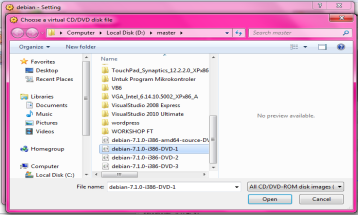 debian - Setting
Choose a virtual CD/DVD disk file
Computer ▸ Local Disk (D:) ▸ master ▸
Search master
Organize
New folder
Name
Favorites
Desktop
Recent Places
Libraries
Documents
Music
Pictures
Videos
Homegroup
Computer
Local Disk (C:)
TouchPad_Synaptics_12.2.2.0_XPx86
Untuk Program Mikrokontroler
VB6
VGA_Intel_6.14.10.5002_XPx86_A
VisualStudio 2008 Express
VisualStudio 2010 Ultimate
wordpress
WORKSHOP FT
debian-7.1.0-i386-amd64-source-DV
debian-7.1.0-i386-DVD-1
debian-7.1.0-i386-DVD-2
debian-7.1.0-i386-DVD-3
No preview available.
File name: debian-7.1.0-i386-DVD-1
All CD/DVD-ROM disk images (
Open
Cancel